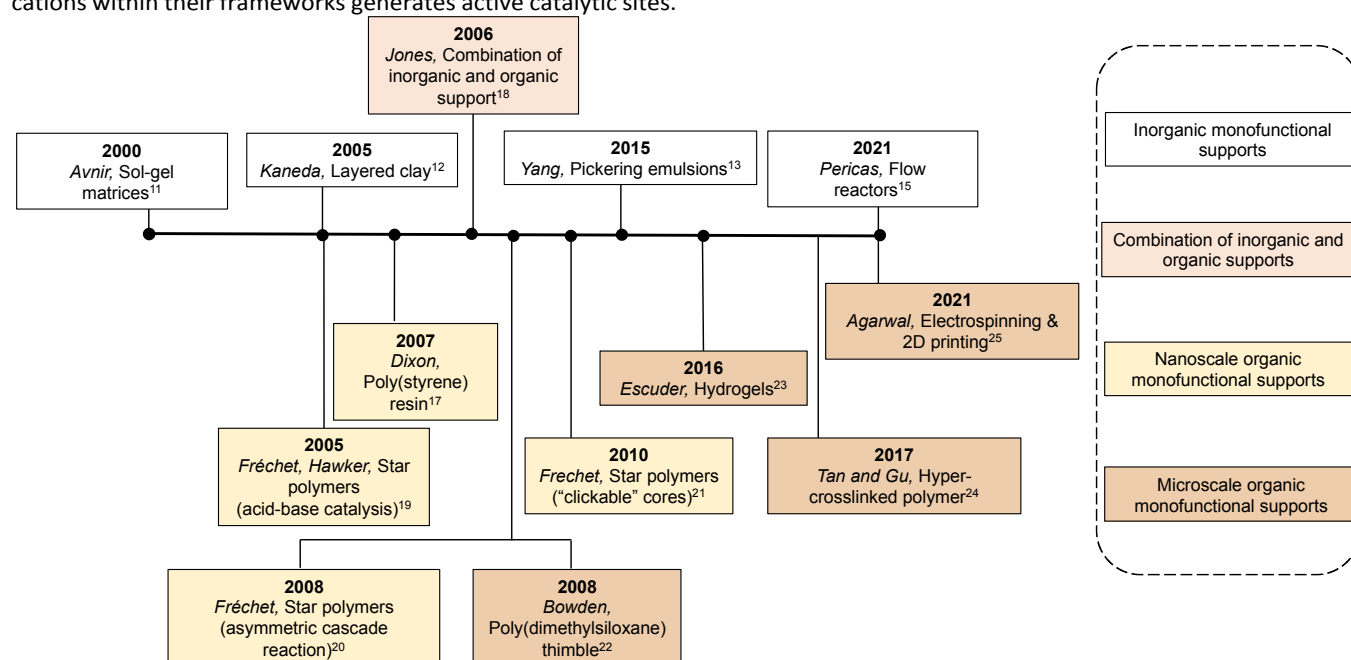 cations within their frameworks generates active catalytic sites.
2006
Jones, Combination of
inorganic and organic
support18
2000
Avnir, Sol-gel
matrices11
2005
Kaneda, Layered clay12
2015
Yang, Pickering emulsions13
2021
Pericas, Flow
reactors15
Inorganic monofunctional
supports
Combination of inorganic and
organic supports
Nanoscale organic
monofunctional supports
Microscale organic
monofunctional supports
2021
Agarwal, Electrospinning &
2D printing25
2007
Dixon,
Poly(styrene)
resin17
2016
Escuder, Hydrogels23
2005
Fréchet, Hawker, Star
polymers
(acid-base catalysis)19
2010
Frechet, Star polymers
(“clickable” cores)21
2017
Tan and Gu, Hyper-
crosslinked polymer24
2008
Fréchet, Star polymers
(asymmetric cascade
reaction)20
2008
Bowden,
Poly(dimethylsiloxane)
thimble22